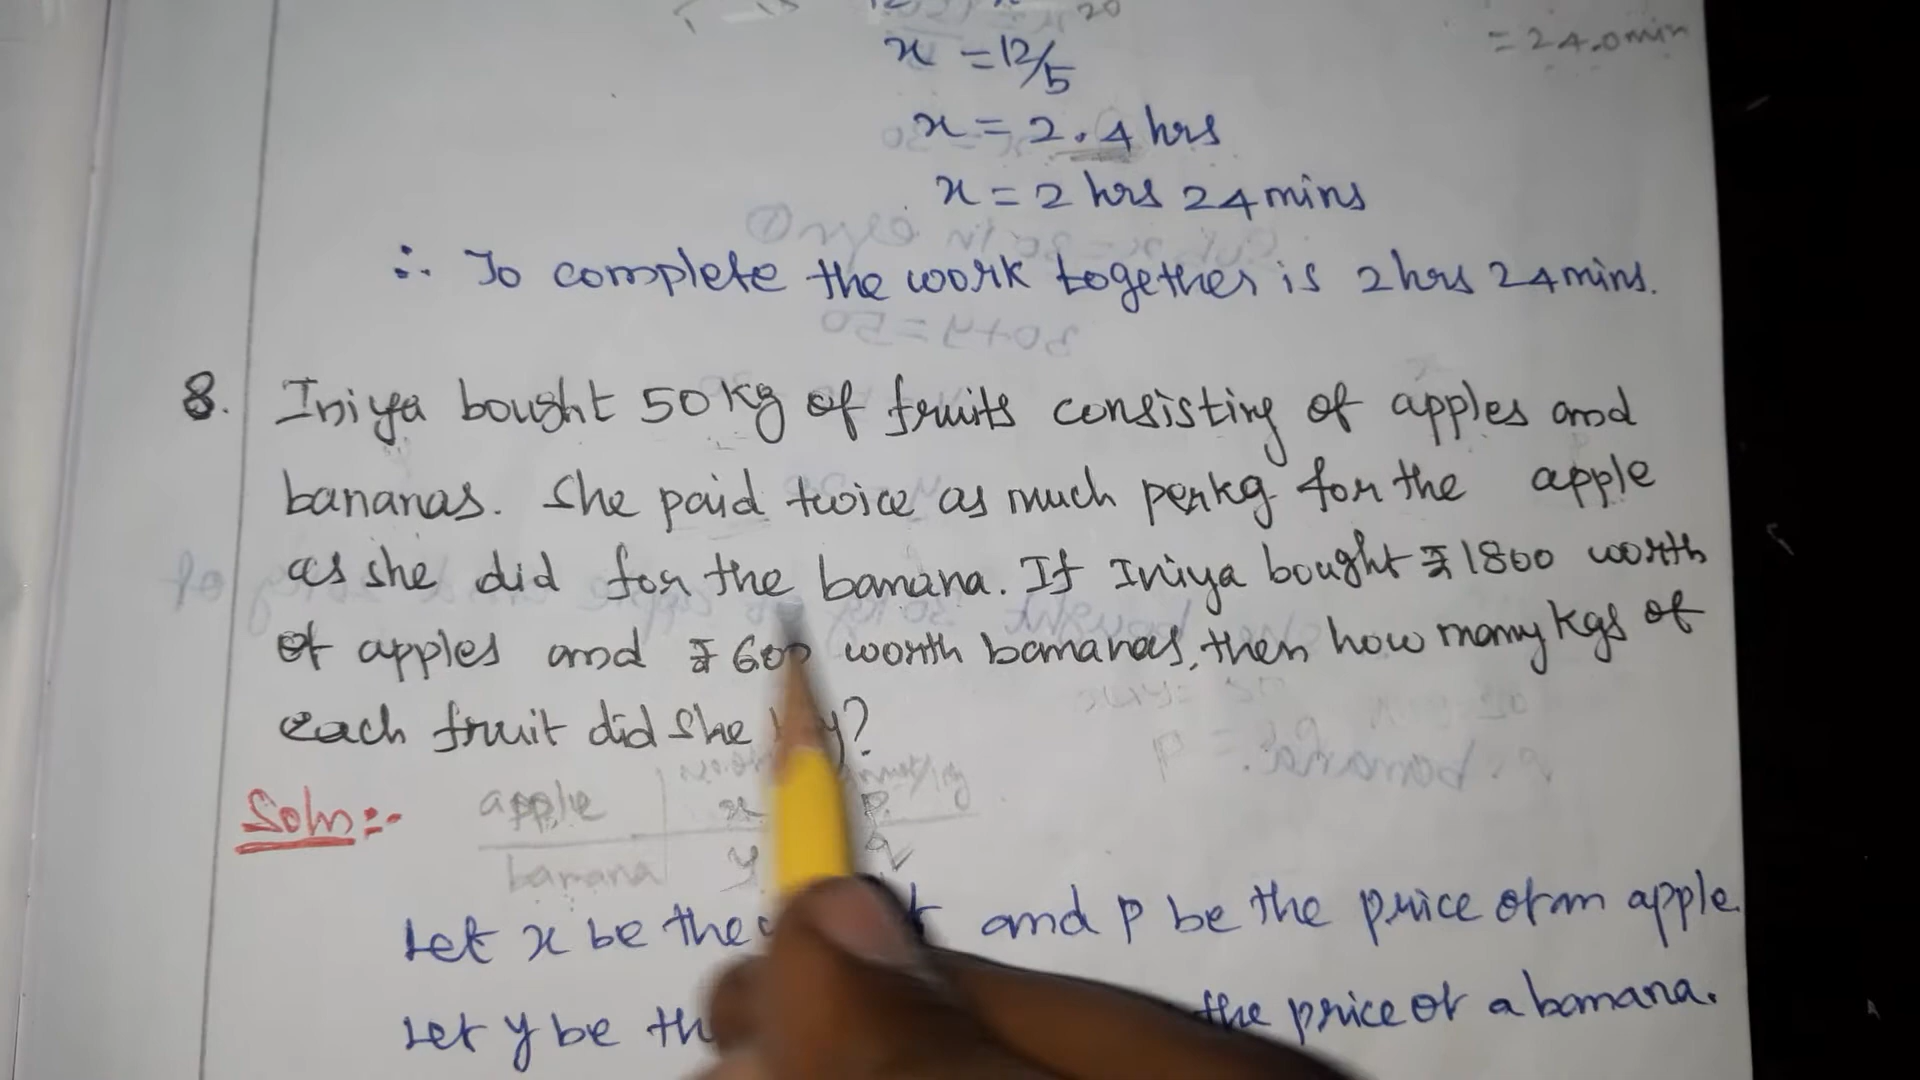 = 24.0min
x = 12/5
x = 2.4 hrs
x = 2 hrs 24 mins
∴ To complete the work together is 2 hrs 24 mins.
30+y=50
8. Iniya bought 50 kg of fruits consisting of apples and
bananas. She paid twice as much per kg for the apple
as she did for the banana. If Iniya bought ₹ 1800 worth
of apples and ₹ 600 worth bananas, then how many kgs of
each fruit did she
Soln:-
apple x p
banana y q
Let x be the and p be the price of an apple.
Let y be the price of a banana.